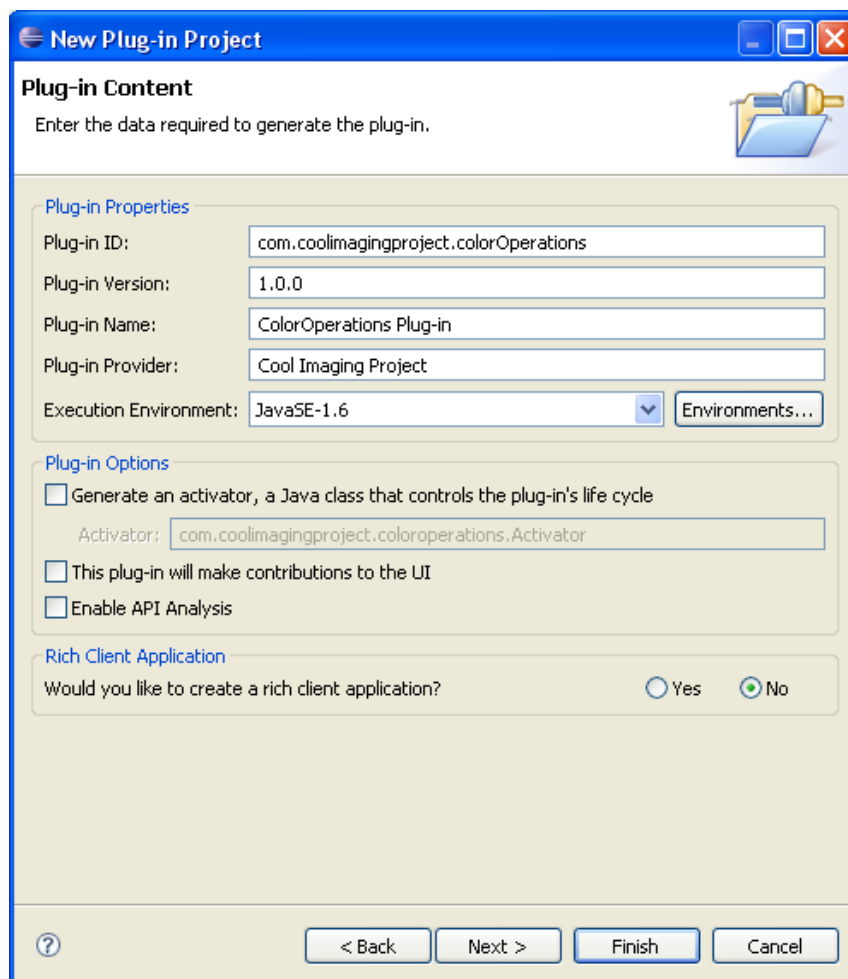 New Plug-in Project
Plug-in Content
Enter the data required to generate the plug-in.
Plug-in Properties
Plug-in ID: com.coolimagingproject.colorOperations
Plug-in Version: 1.0.0
Plug-in Name: ColorOperations Plug-in
Plug-in Provider: Cool Imaging Project
Execution Environment: JavaSE-1.6 Environments...
Plug-in Options
Generate an activator, a Java class that controls the plug-in's life cycle
Activator: com.coolimagingproject.coloroperations.Activator
This plug-in will make contributions to the UI
Enable API Analysis
Rich Client Application
Would you like to create a rich client application? Yes No
? < Back Next > Finish Cancel